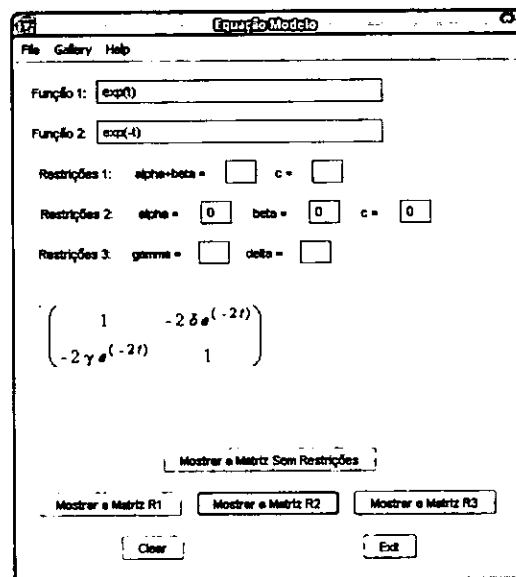 Equação Modelo
File Gallery Help
Função 1: exp(t)
Função 2: exp(-t)
Restrições 1: alpha+beta = c =
Restrições 2: alpha = 0 beta = 0 c = 0
Restrições 3: gamma = delta =
1 -2 δ e^(-2t)
-2 γ e^(-2t) 1
Mostrar a Matriz Sem Restrições
Mostrar a Matriz R1 Mostrar a Matriz R2 Mostrar a Matriz R3
Clear Exit